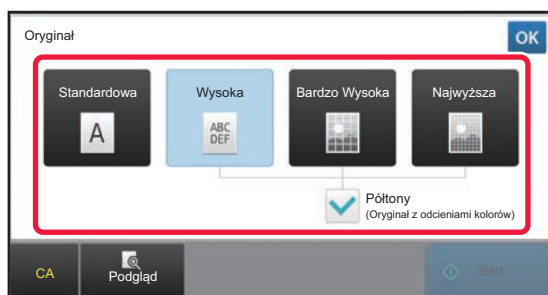 Oryginał
OK
Standardowa
Wysoka
Bardzo Wysoka
Najwyższa
A
ABC
DEF
Półtony
(Oryginał z odcieniami kolorów)
CA
Podgląd
Start